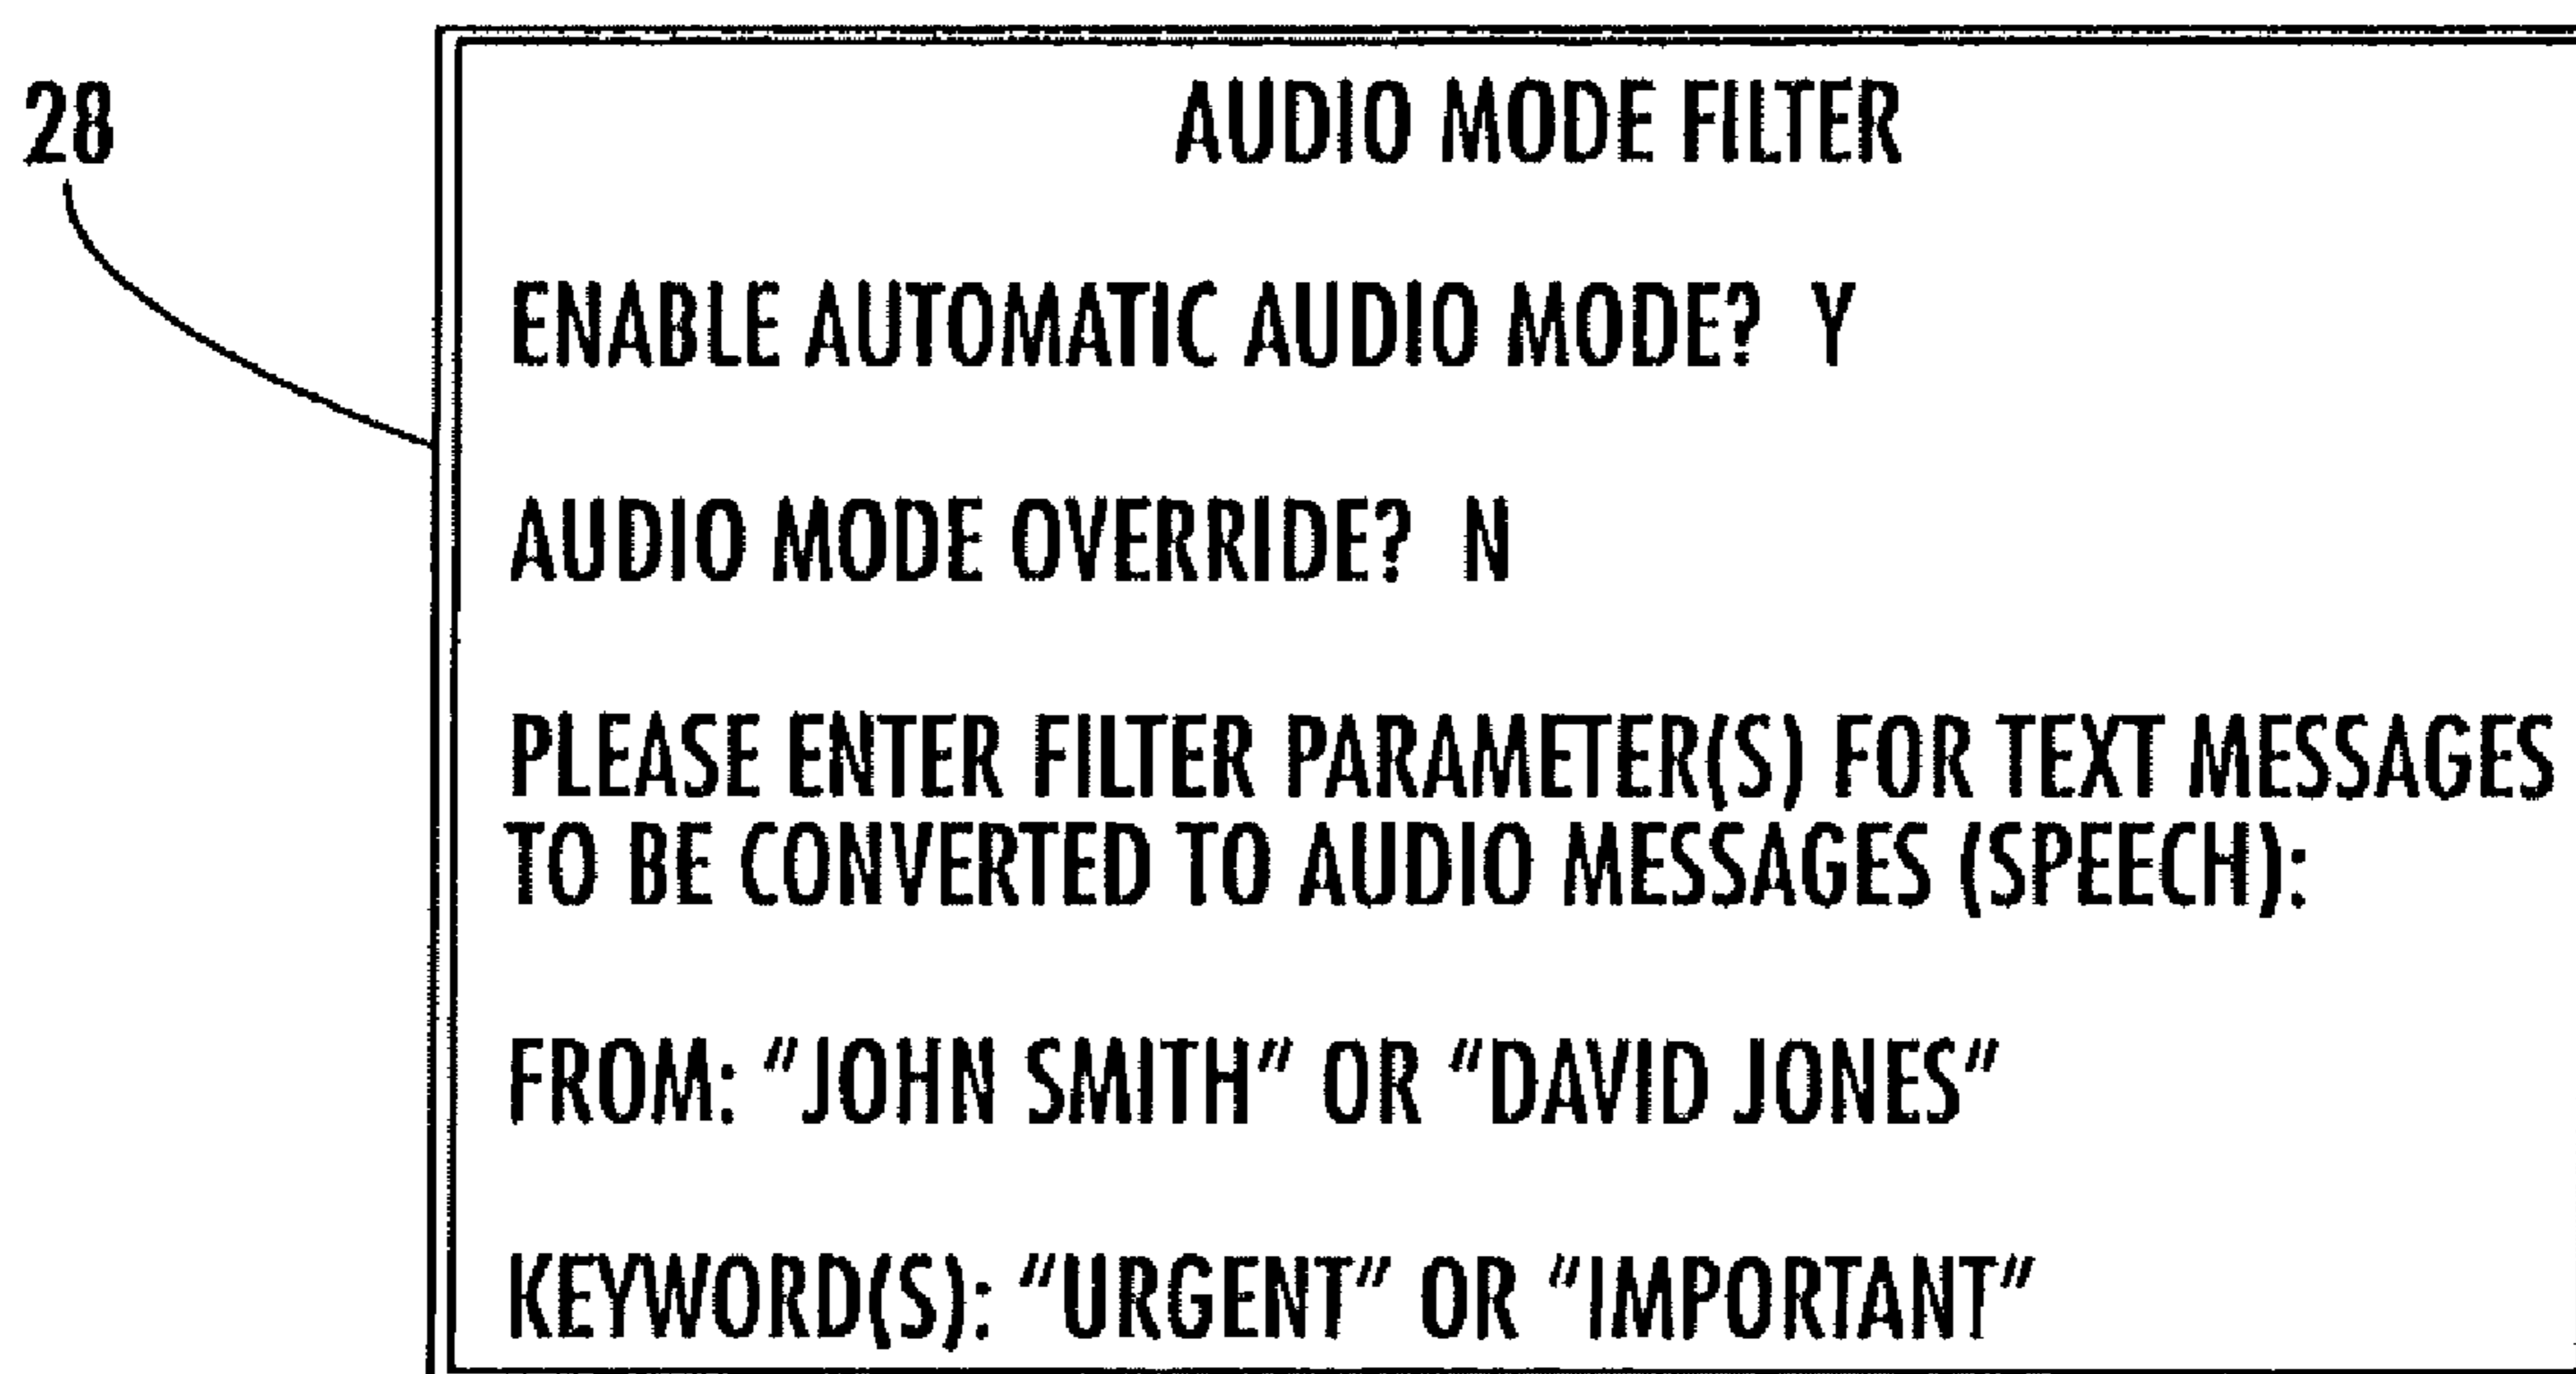 28
AUDIO MODE FILTER
ENABLE AUTOMATIC AUDIO MODE? Y
AUDIO MODE OVERRIDE? N
PLEASE ENTER FILTER PARAMETER(S) FOR TEXT MESSAGES
TO BE CONVERTED TO AUDIO MESSAGES (SPEECH):
FROM: "JOHN SMITH" OR "DAVID JONES"
KEYWORD(S): "URGENT" OR "IMPORTANT"